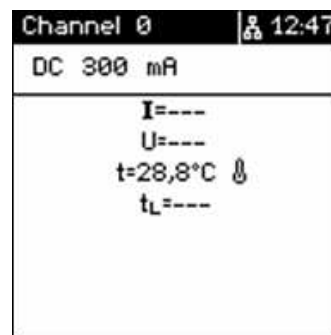 Channel 0 12:47
DC 300 mA
I=---
U=---
t=28,8°C
tL=---